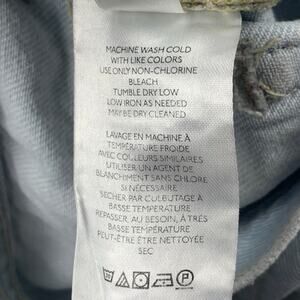 MACHINE WASH COLD
WITH LIKE COLORS
USE ONLY NON-CHLORINE
BLEACH
TUMBLE DRY LOW
LOW IRON AS NEEDED
MAY BE DRY CLEANED
LAVAGE EN MACHINE À
TEMPÉRATURE FROIDE
AVEC COULEURS SIMILAIRES
UTILISER UN AGENT DE
BLANCHIMENT SANS CHLORE
SI NÉCESSAIRE
SECHER PAR CULBUTAGE À
BASSE TEMPÉRATURE
REPASSER, AU BESOIN, À TRÉS
BASSE TEMPÉRATURE
PEUT-ÊTRE ÊTRE NETTOYÉE
SEC
P